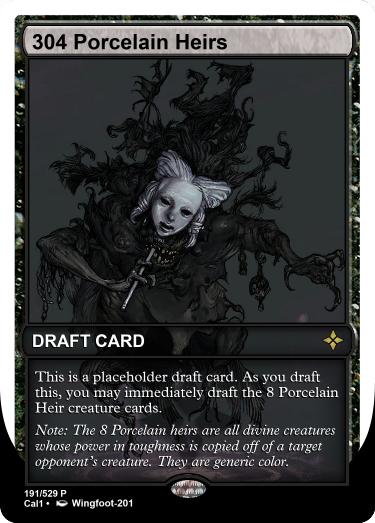 304 Porcelain Heirs
DRAFT CARD
This is a placeholder draft card. As you draft
this, you may immediately draft the 8 Porcelain
Heir creature cards.
Note: The 8 Porcelain heirs are all divine creatures
whose power in toughness is copied off of a target
opponent's creature. They are generic color.
191/529 P
Cal1 • Wingfoot-201